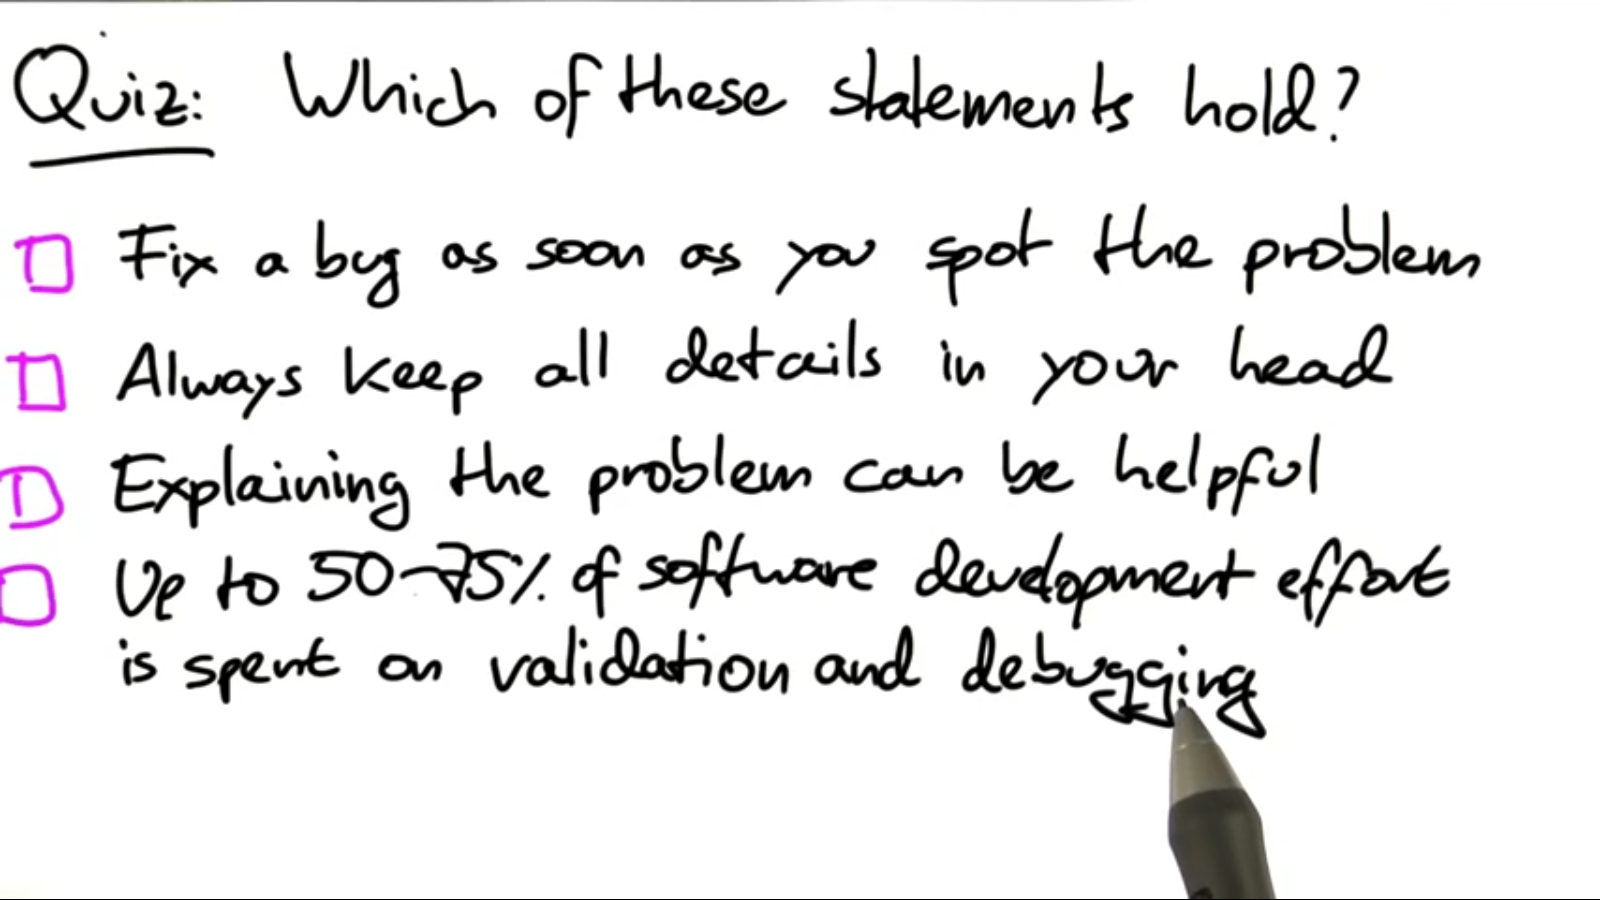 Quiz: Which of these statements hold?
Fix a bug as soon as you spot the problem
Always keep all details in your head
Explaining the problem can be helpful
Up to 50-75% of software development effort
is spent on validation and debugging